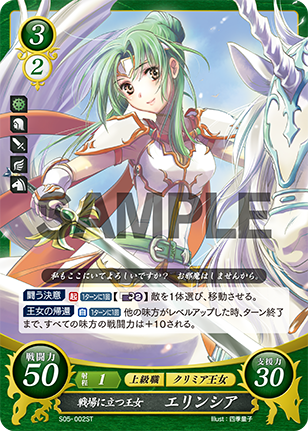 3
2
SAMPLE
私もここにいてよろしいですか? お邪魔はしませんから。
闘う決意 起 1ターンに1回 【 2】敵を1体選び、移動させる。
王女の帰還 自 1ターンに1回 他の味方がレベルアップした時、ターン終了
まで、すべての味方の戦闘力は+10される。
戦闘力
50
射程 1 上級職 クリミア王女
支援力
30
戦場に立つ王女 エリンシア
S05-002ST
Illust:四季童子